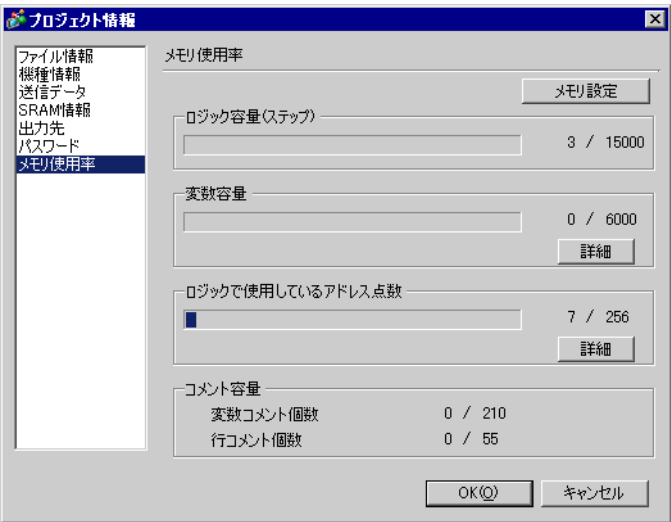 プロジェクト情報
ファイル情報
機種情報
送信データ
SRAM情報
出力先
パスワード
メモリ使用率
メモリ使用率
メモリ設定
ロジック容量(ステップ)
3 / 15000
変数容量
0 / 6000
詳細
ロジックで使用しているアドレス点数
7 / 256
詳細
コメント容量
変数コメント個数 0 / 210
行コメント個数 0 / 55
OK(O) キャンセル